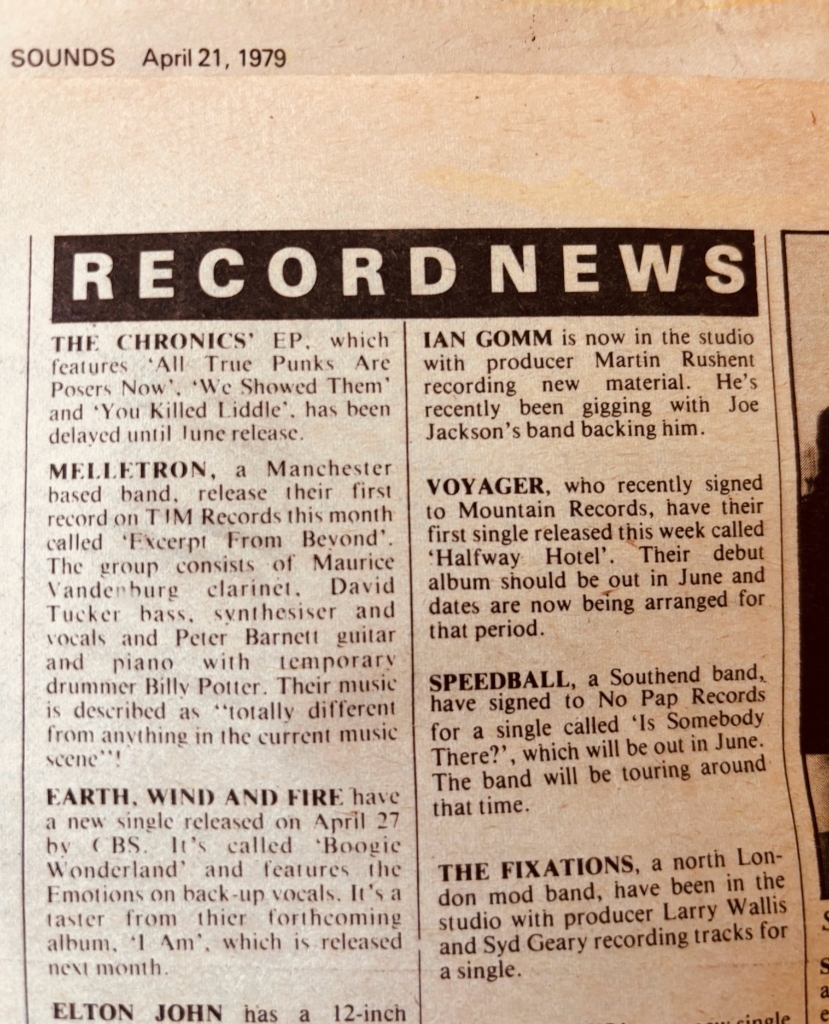 SOUNDS April 21, 1979
RECORD NEWS
THE CHRONICS' EP, which
features 'All True Punks Are
Posers Now', 'We Showed Them'
and 'You Killed Liddle', has been
delayed until June release.
MELLETRON, a Manchester
based band, release their first
record on TJM Records this month
called 'Excerpt From Beyond'.
The group consists of Maurice
Vandenburg clarinet, David
Tucker bass, synthesiser and
vocals and Peter Barnett guitar
and piano with temporary
drummer Billy Potter. Their music
is described as "totally different
from anything in the current music
scene"!
EARTH, WIND AND FIRE have
a new single released on April 27
by CBS. It's called 'Boogie
Wonderland' and features the
Emotions on back-up vocals. It's a
taster from thier forthcoming
album, 'I Am', which is released
next month.
ELTON JOHN has a 12-inch
IAN GOMM is now in the studio
with producer Martin Rushent
recording new material. He's
recently been gigging with Joe
Jackson's band backing him.
VOYAGER, who recently signed
to Mountain Records, have their
first single released this week called
'Halfway Hotel'. Their debut
album should be out in June and
dates are now being arranged for
that period.
SPEEDBALL, a Southend band,
have signed to No Pap Records
for a single called 'Is Somebody
There?', which will be out in June.
The band will be touring around
that time.
THE FIXATIONS, a north Lon-
don mod band, have been in the
studio with producer Larry Wallis
and Syd Geary recording tracks for
a single.
single